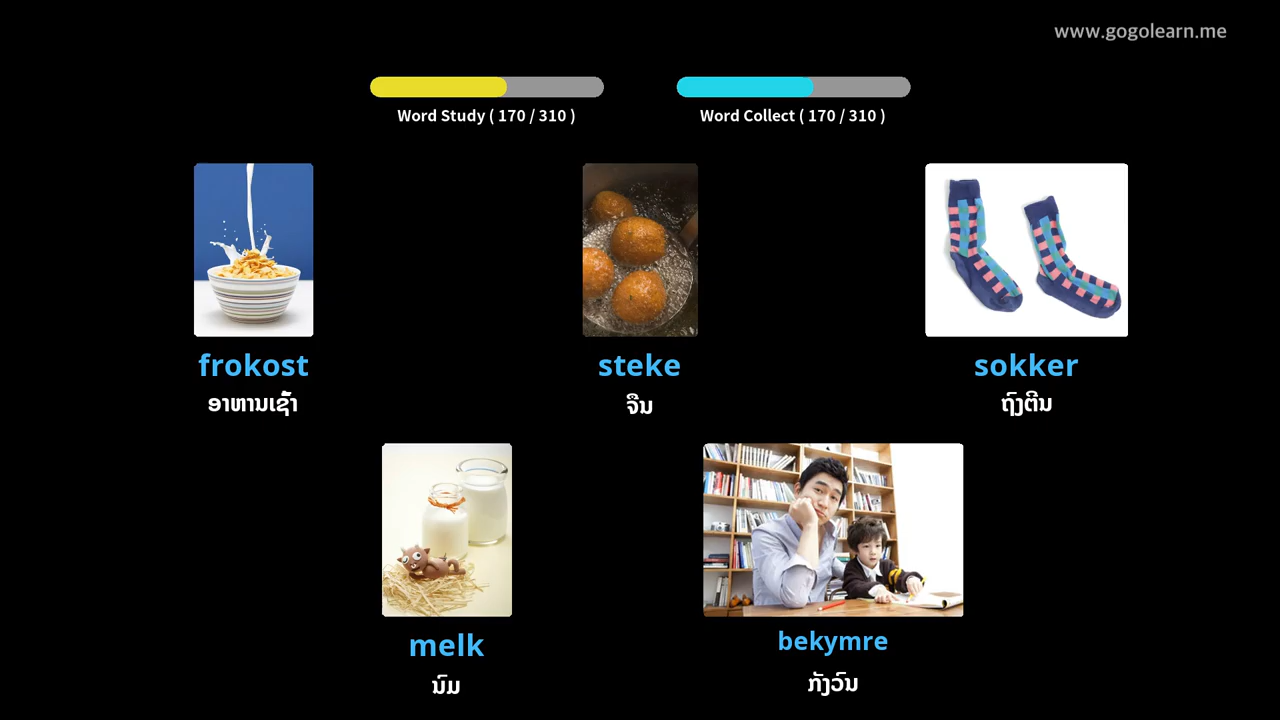 www.gogolearn.me
Word Study ( 170 / 310 )
Word Collect ( 170 / 310 )
frokost
ອາຫານເຊົ້າ
steke
ຈືນ
sokker
ຖົງຕີນ
melk
ນົມ
bekymre
ກັງວົນ